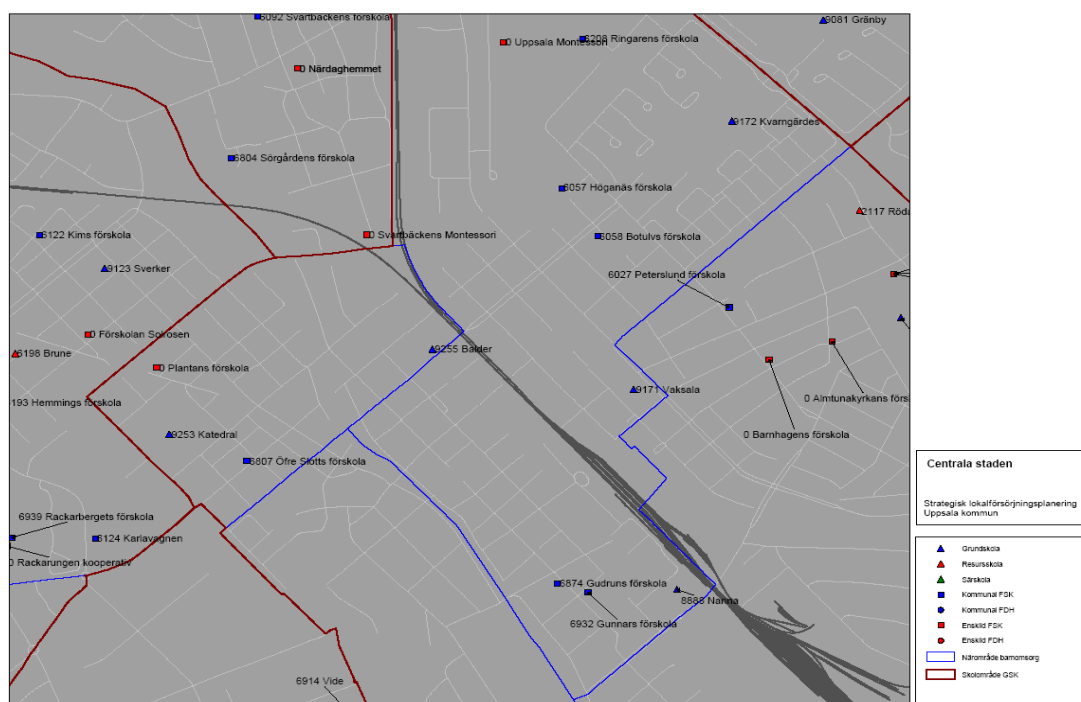 6092 Svartbäckens förskola
9081 Gränby
6208 Ringarens förskola
0 Uppsala Montessori
0 Närdaghemmet
9172 Kvarngärdes
6804 Sörgårdens förskola
6057 Höganäs förskola
2117 Röda
6122 Kims förskola
0 Svartbäckens Montessori
6058 Botulvs förskola
9123 Sverker
6027 Peterslund förskola
0 Förskolan Solrosen
6198 Brune
9255 Balder
0 Plantans förskola
9171 Vaksala
193 Hemmings förskola
0 Almtunakyrkans förs
9253 Katedral
0 Barnhagens förskola
6807 Öfre Slotts förskola
Centrala staden
Strategisk lokalförsörjningsplanering
Uppsala kommun
6939 Rackarbergets förskola
6124 Karlavagnen
0 Rackarungen kooperativ
6874 Gudruns förskola
8888 Nanna
6932 Gunnars förskola
6914 Vide
Grundskola
Resursskola
Särskola
Kommunal FSK
Kommunal FDH
Enskild FSK
Enskild FDH
Närområde barnomsorg
Skolområde GSK